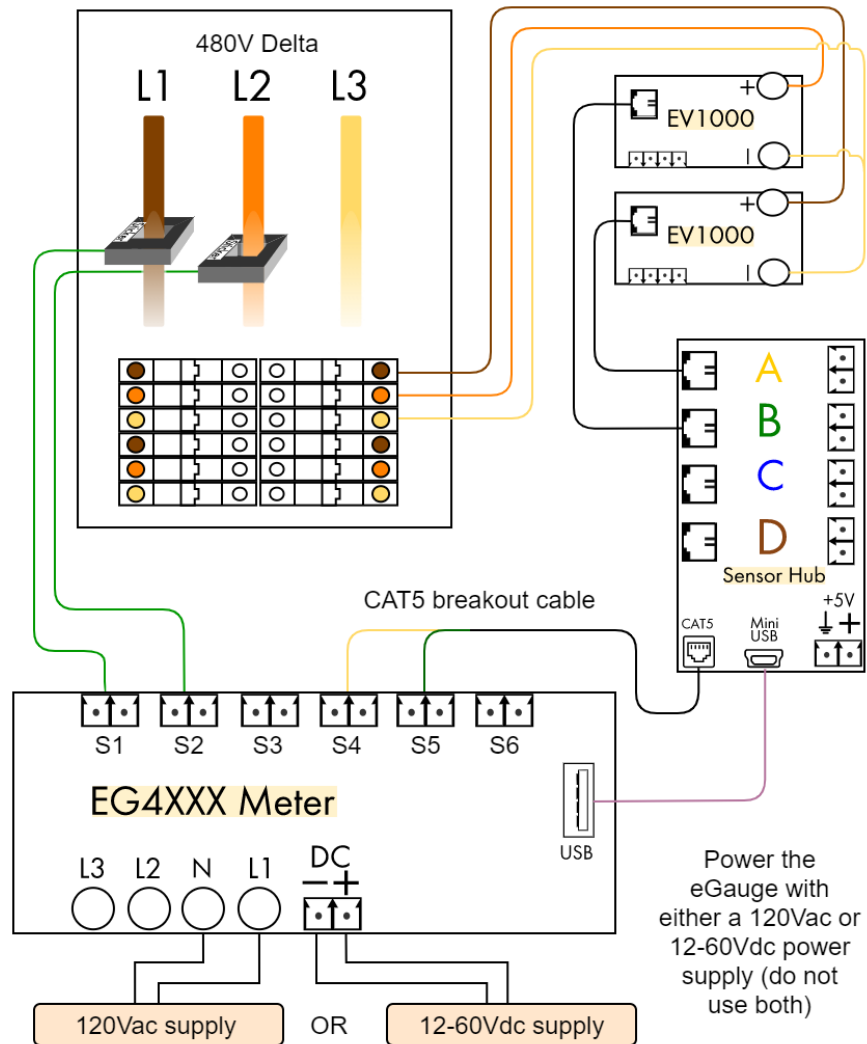 480V Delta
L1 L2 L3
+
EV1000
–
+
EV1000
–
A
B
C
D
Sensor Hub
+5V
CAT5
Mini
USB
+
CAT5 breakout cable
S1 S2 S3 S4 S5 S6
EG4XXX Meter
USB
L3 L2 N L1
DC
– +
Power the
eGauge with
either a 120Vac or
12-60Vdc power
supply (do not
use both)
120Vac supply
OR
12-60Vdc supply